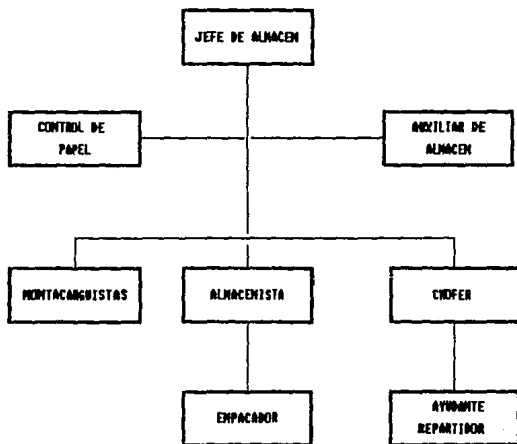 JEFE DE ALMACEN
CONTROL DE
PAPEL
AUXILIAR DE
ALMACEN
MONTACARGUISTAS
ALMACENISTA
CHOFER
EMPACADOR
AYUDANTE
REPARTIDOR